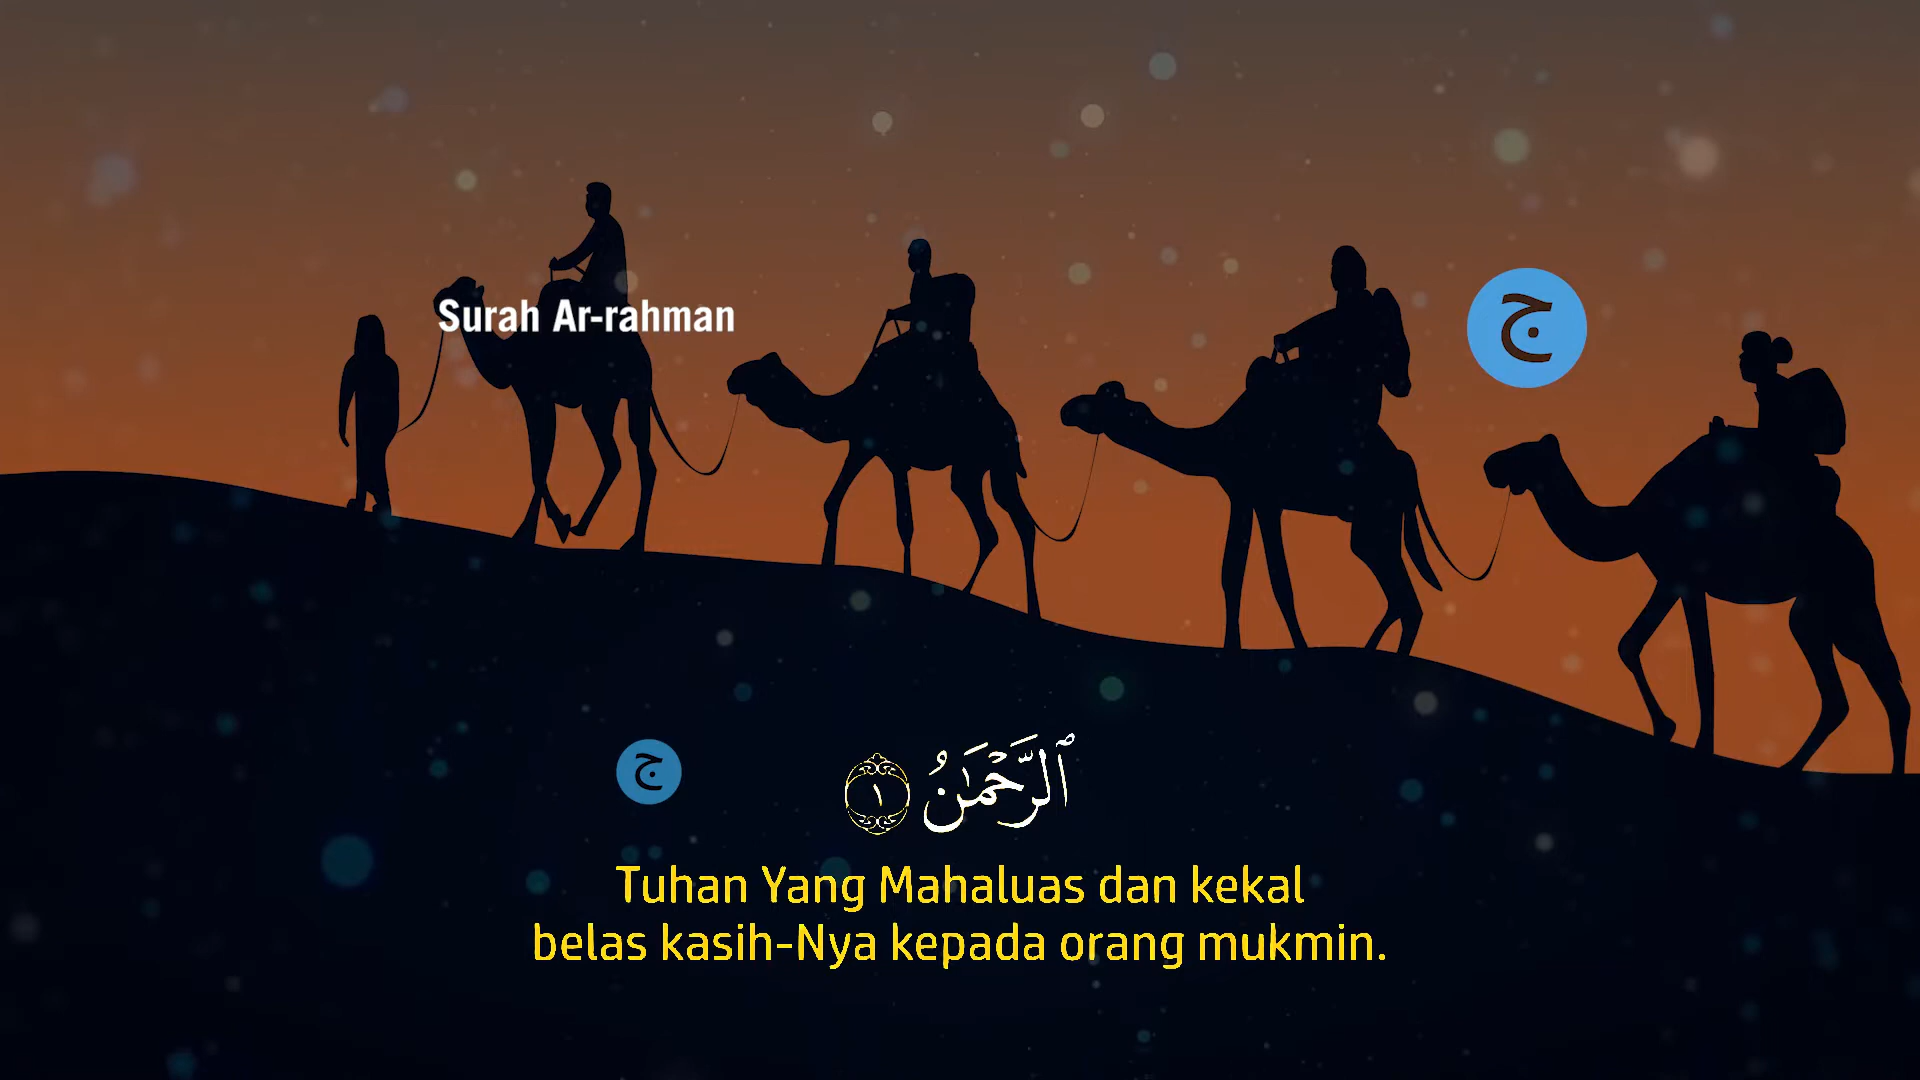 Surah Ar-rahman
ج
ج
ٱلرَّحْمَـٰنُ ١
Tuhan Yang Mahaluas dan kekal
belas kasih-Nya kepada orang mukmin.